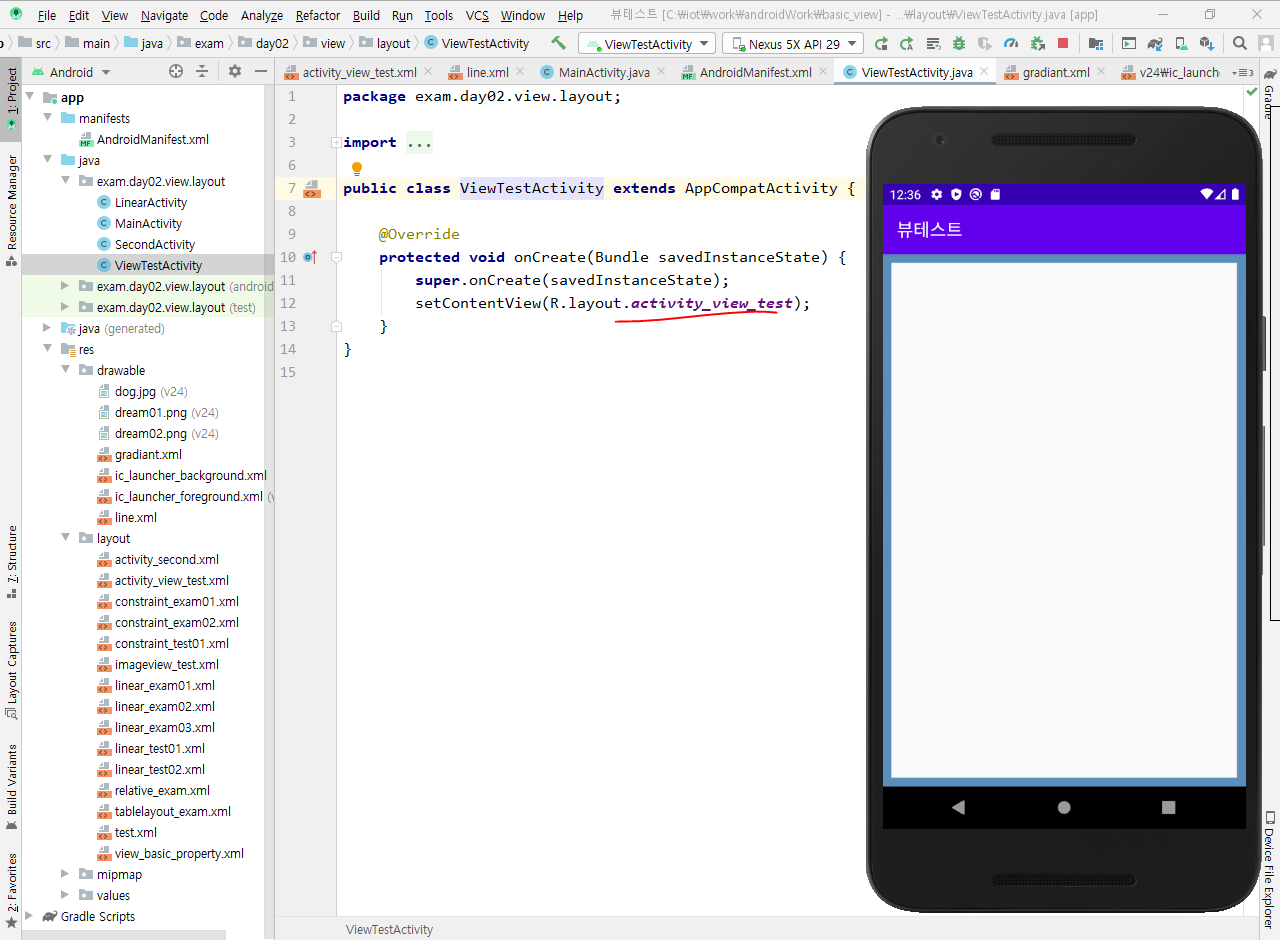 File Edit View Navigate Code Analyze Refactor Build Run Tools VCS Window Help 뷰테스트 [C:₩iot₩work₩androidWork₩basic_view] - ...₩layout₩ViewTestActivity.java [app]
src main java exam day02 view layout ViewTestActivity ViewTestActivity Nexus 5X API 29
Android activity_view_test.xml line.xml MainActivity.java AndroidManifest.xml ViewTestActivity.java gradiant.xml v24₩ic_launch
1: Project
Resource Manager
7: Structure
Layout Captures
Build Variants
2: Favorites
app
manifests
AndroidManifest.xml
java
exam.day02.view.layout
LinearActivity
MainActivity
SecondActivity
ViewTestActivity
exam.day02.view.layout (android
exam.day02.view.layout (test)
java (generated)
res
drawable
dog.jpg (v24)
dream01.png (v24)
dream02.png (v24)
gradiant.xml
ic_launcher_background.xml
ic_launcher_foreground.xml (v
line.xml
layout
activity_second.xml
activity_view_test.xml
constraint_exam01.xml
constraint_exam02.xml
constraint_test01.xml
imageview_test.xml
linear_exam01.xml
linear_exam02.xml
linear_exam03.xml
linear_test01.xml
linear_test02.xml
relative_exam.xml
tablelayout_exam.xml
test.xml
view_basic_property.xml
mipmap
values
Gradle Scripts
1 package exam.day02.view.layout;
2
3 import ...
6
7 public class ViewTestActivity extends AppCompatActivity {
8
9 @Override
10 protected void onCreate(Bundle savedInstanceState) {
11 super.onCreate(savedInstanceState);
12 setContentView(R.layout.activity_view_test);
13 }
14 }
15
ViewTestActivity
12:36
뷰테스트
Gradle
Device File Explorer